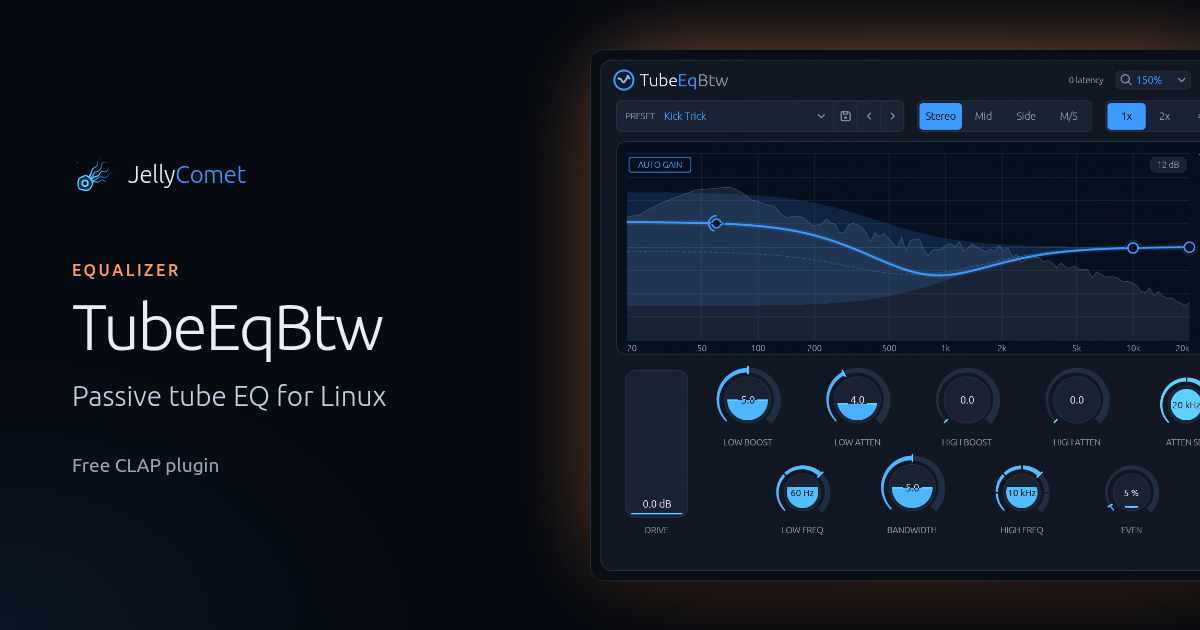 JellyComet
EQUALIZER
TubeEqBtw
Passive tube EQ for Linux
Free CLAP plugin
TubeEqBtw
0 latency
150%
PRESET Kick Trick
Stereo Mid Side M/S
1x 2x
AUTO GAIN
12 dB
20 50 100 200 500 1k 2k 5k 10k 20k
5.0 4.0 0.0 0.0 20 kHz
LOW BOOST LOW ATTEN HIGH BOOST HIGH ATTEN ATTEN
0.0 dB
60 Hz 5.0 10 kHz 5 %
DRIVE LOW FREQ BANDWIDTH HIGH FREQ EVEN